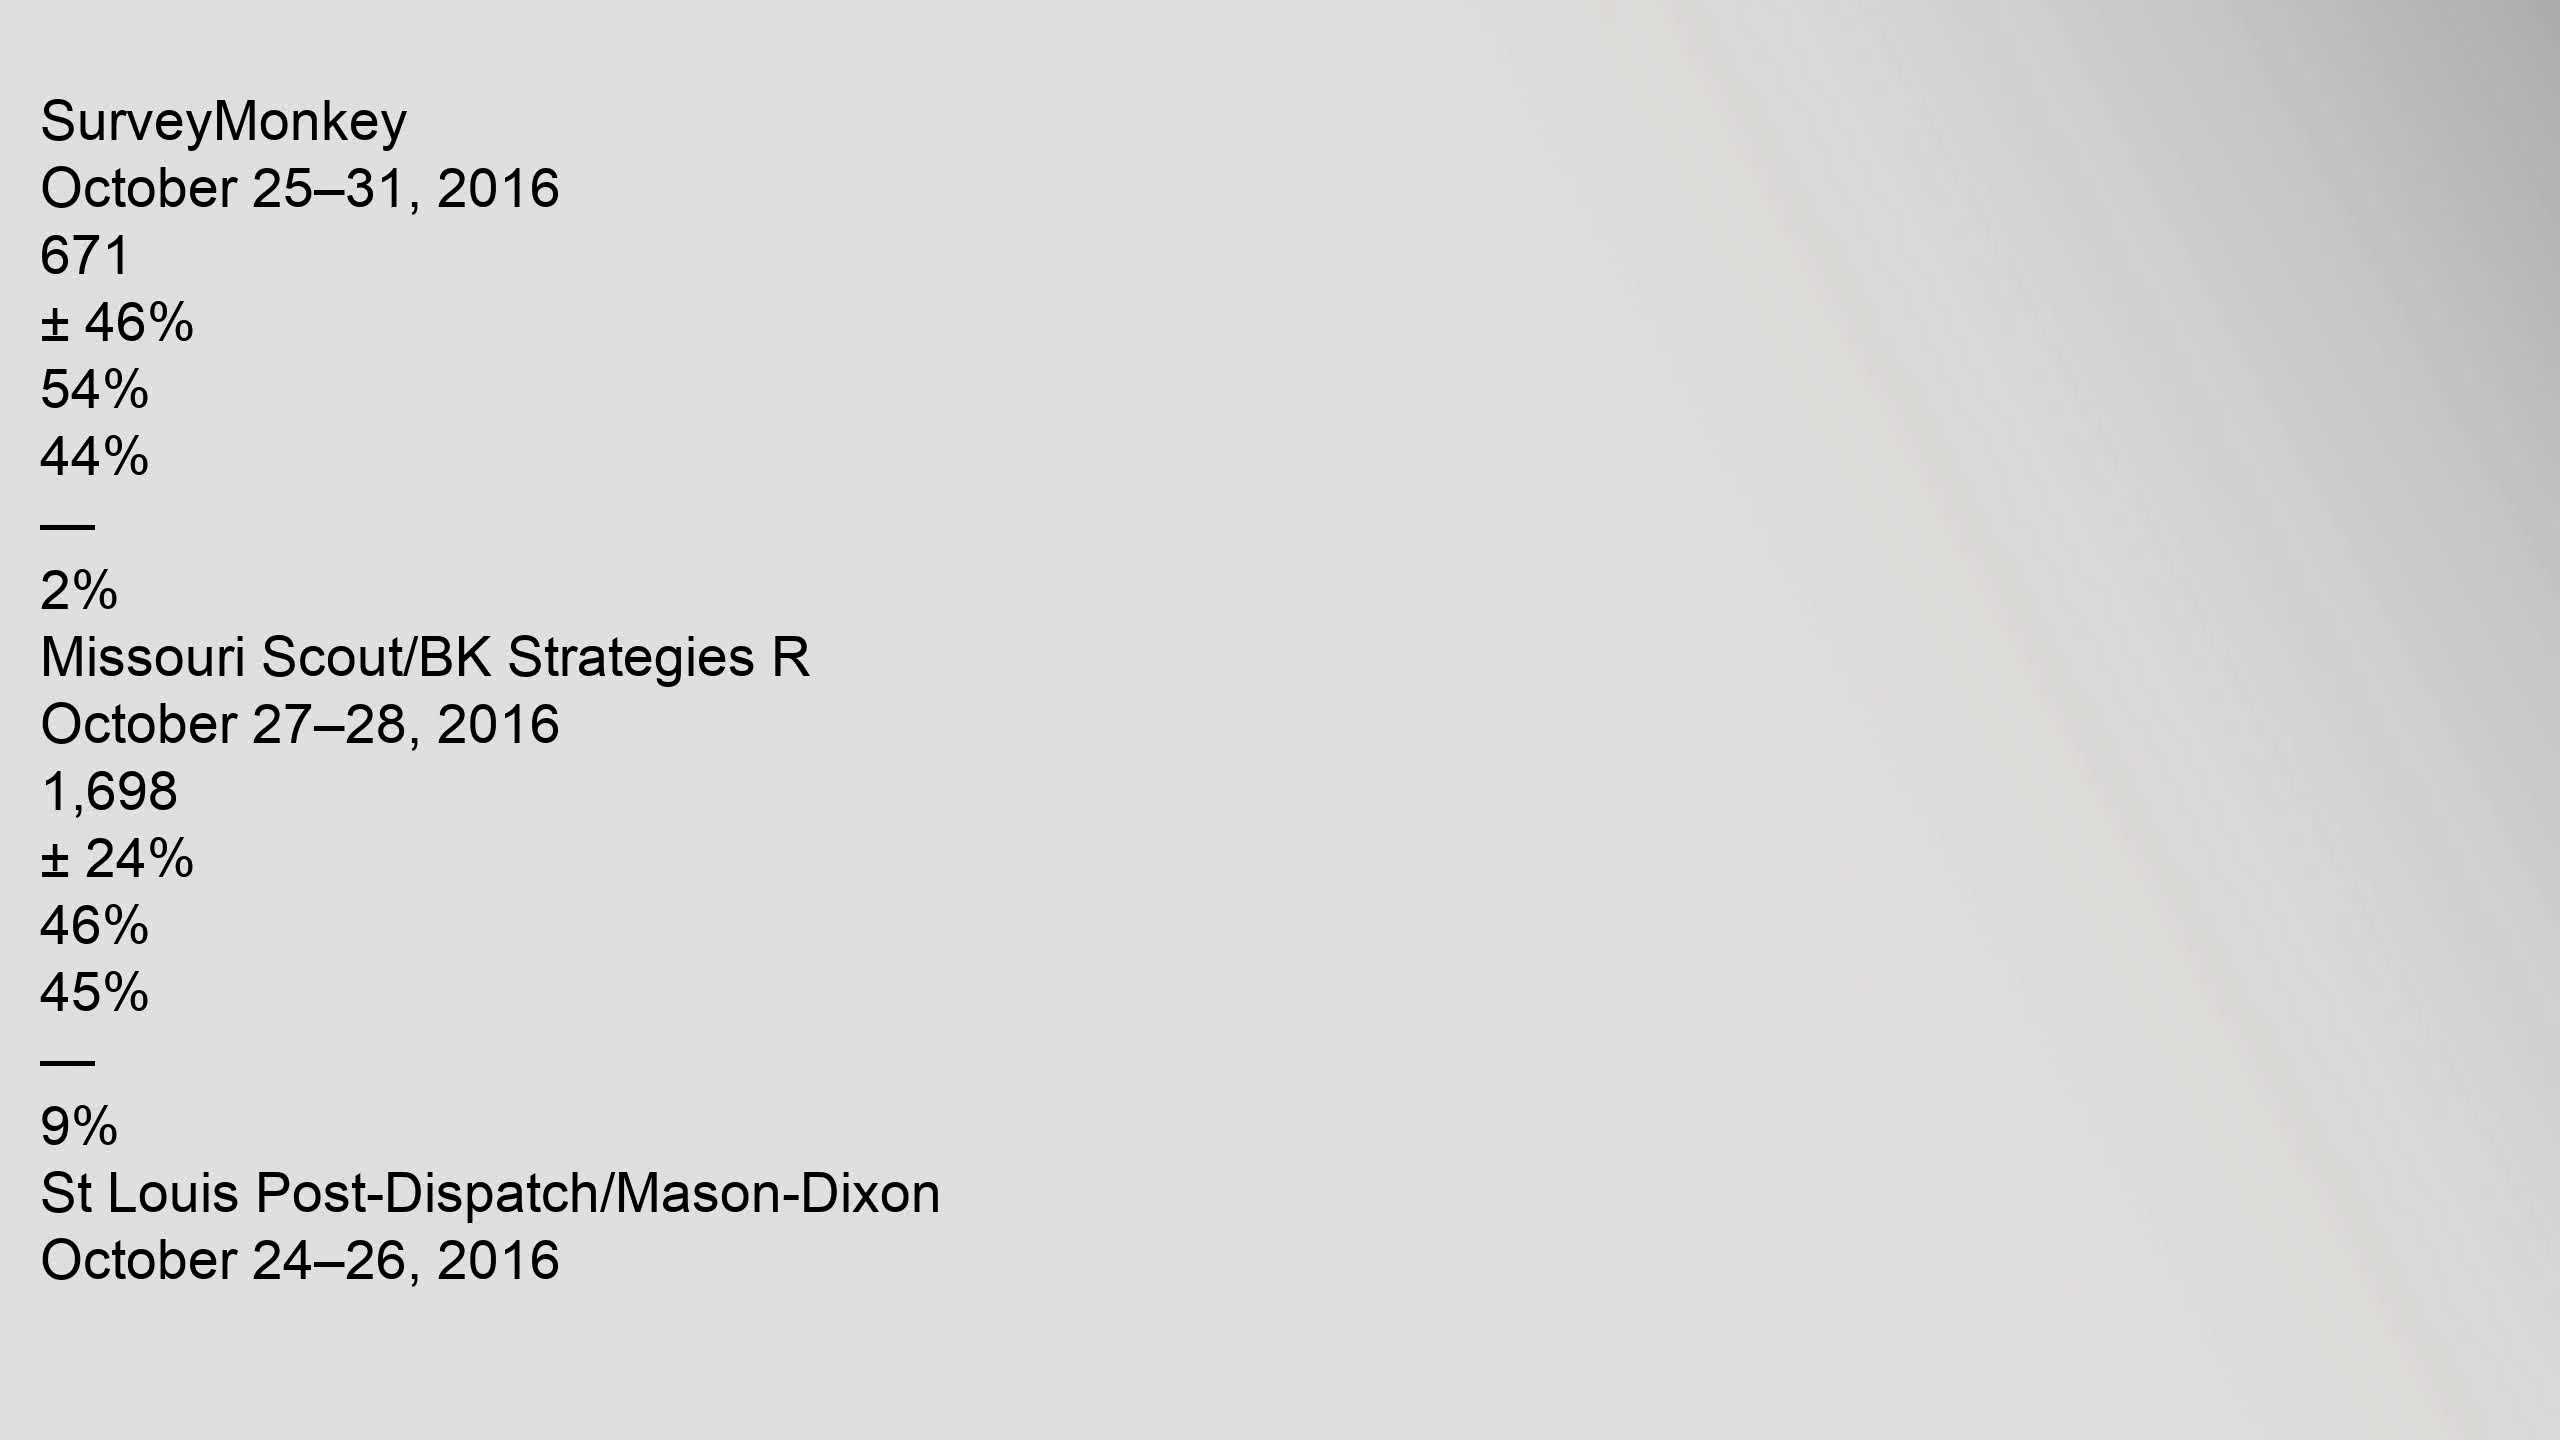 SurveyMonkey
October 25–31, 2016
671
± 46%
54%
44%
—
2%
Missouri Scout/BK Strategies R
October 27–28, 2016
1,698
± 24%
46%
45%
—
9%
St Louis Post-Dispatch/Mason-Dixon
October 24–26, 2016